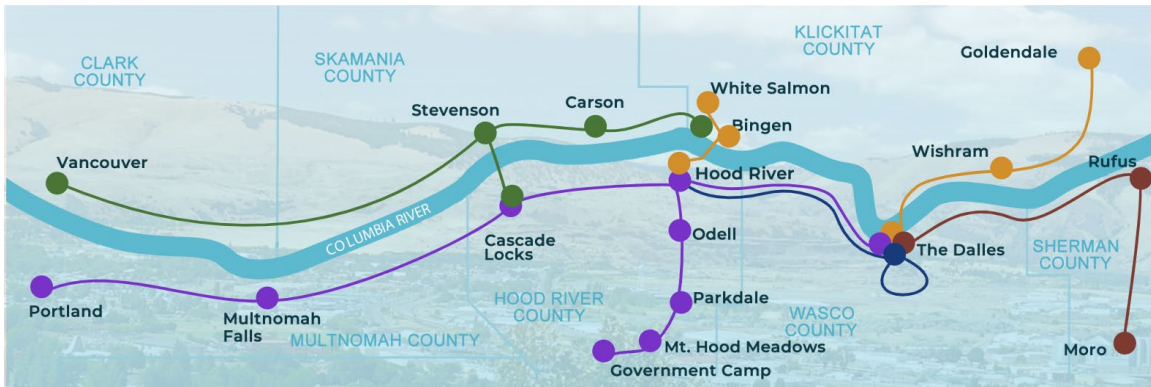 CLARK
COUNTY
SKAMANIA
COUNTY
KLICKITAT
COUNTY
Goldendale
White Salmon
Carson
Stevenson
Bingen
Vancouver
Wishram
Rufus
Hood River
COLUMBIA RIVER
Odell
Cascade
Locks
The Dalles
SHERMAN
COUNTY
Portland
Multnomah
Falls
HOOD RIVER
COUNTY
Parkdale
WASCO
COUNTY
MULTNOMAH COUNTY
Mt. Hood Meadows
Moro
Government Camp